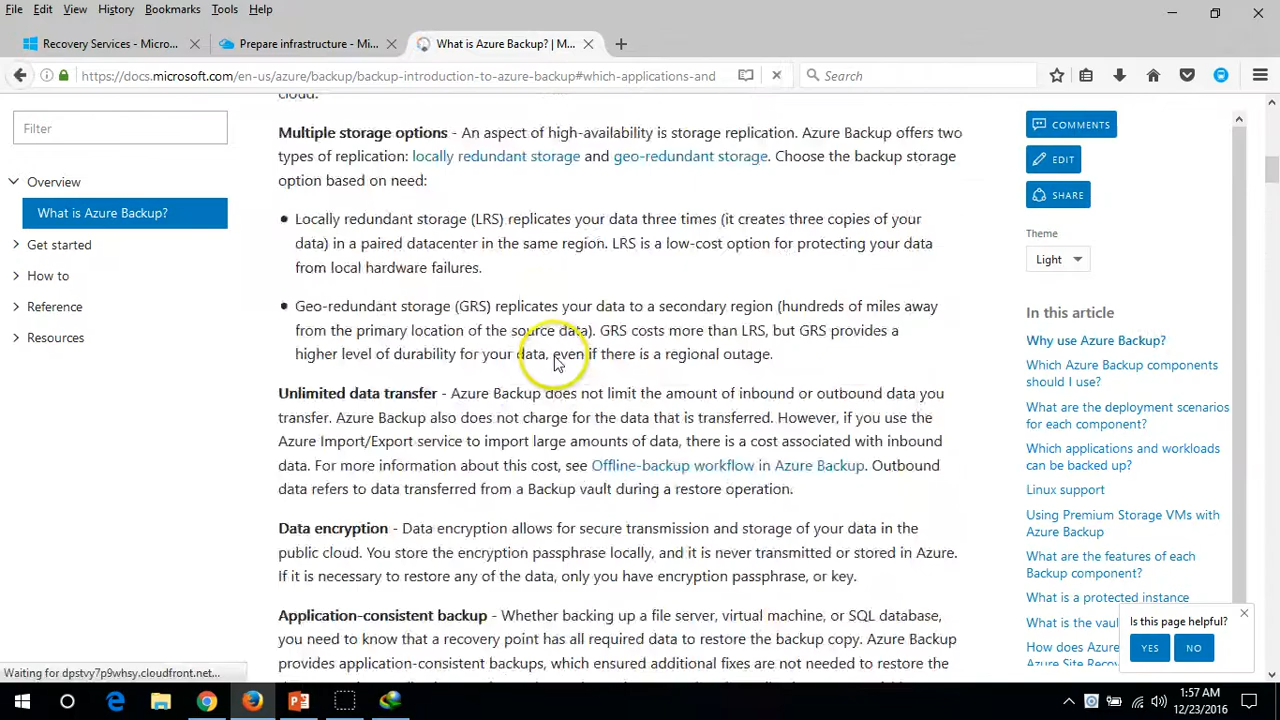 File Edit View History Bookmarks Tools Help
Recovery Services - Micro... Prepare infrastructure - Mi... What is Azure Backup? | M...
https://docs.microsoft.com/en-us/azure/backup/backup-introduction-to-azure-backup#which-applications-and
Search
Filter
Overview
What is Azure Backup?
Get started
How to
Reference
Resources
cloud.
Multiple storage options - An aspect of high-availability is storage replication. Azure Backup offers two
types of replication: locally redundant storage and geo-redundant storage. Choose the backup storage
option based on need:
Locally redundant storage (LRS) replicates your data three times (it creates three copies of your
data) in a paired datacenter in the same region. LRS is a low-cost option for protecting your data
from local hardware failures.
Geo-redundant storage (GRS) replicates your data to a secondary region (hundreds of miles away
from the primary location of the source data). GRS costs more than LRS, but GRS provides a
higher level of durability for your data, even if there is a regional outage.
Unlimited data transfer - Azure Backup does not limit the amount of inbound or outbound data you
transfer. Azure Backup also does not charge for the data that is transferred. However, if you use the
Azure Import/Export service to import large amounts of data, there is a cost associated with inbound
data. For more information about this cost, see Offline-backup workflow in Azure Backup. Outbound
data refers to data transferred from a Backup vault during a restore operation.
Data encryption - Data encryption allows for secure transmission and storage of your data in the
public cloud. You store the encryption passphrase locally, and it is never transmitted or stored in Azure.
If it is necessary to restore any of the data, only you have encryption passphrase, or key.
Application-consistent backup - Whether backing up a file server, virtual machine, or SQL database,
you need to know that a recovery point has all required data to restore the backup copy. Azure Backup
provides application-consistent backups, which ensured additional fixes are not needed to restore the
COMMENTS
EDIT
SHARE
Theme
Light
In this article
Why use Azure Backup?
Which Azure Backup components
should I use?
What are the deployment scenarios
for each component?
Which applications and workloads
can be backed up?
Linux support
Using Premium Storage VMs with
Azure Backup
What are the features of each
Backup component?
What is a protected instance
What is the vau
How does Azure
Azure Site Reco
Is this page helpful?
YES NO
Waiting for dpstvy7p9whsy.cloudfront.net...
1:57 AM
12/23/2016